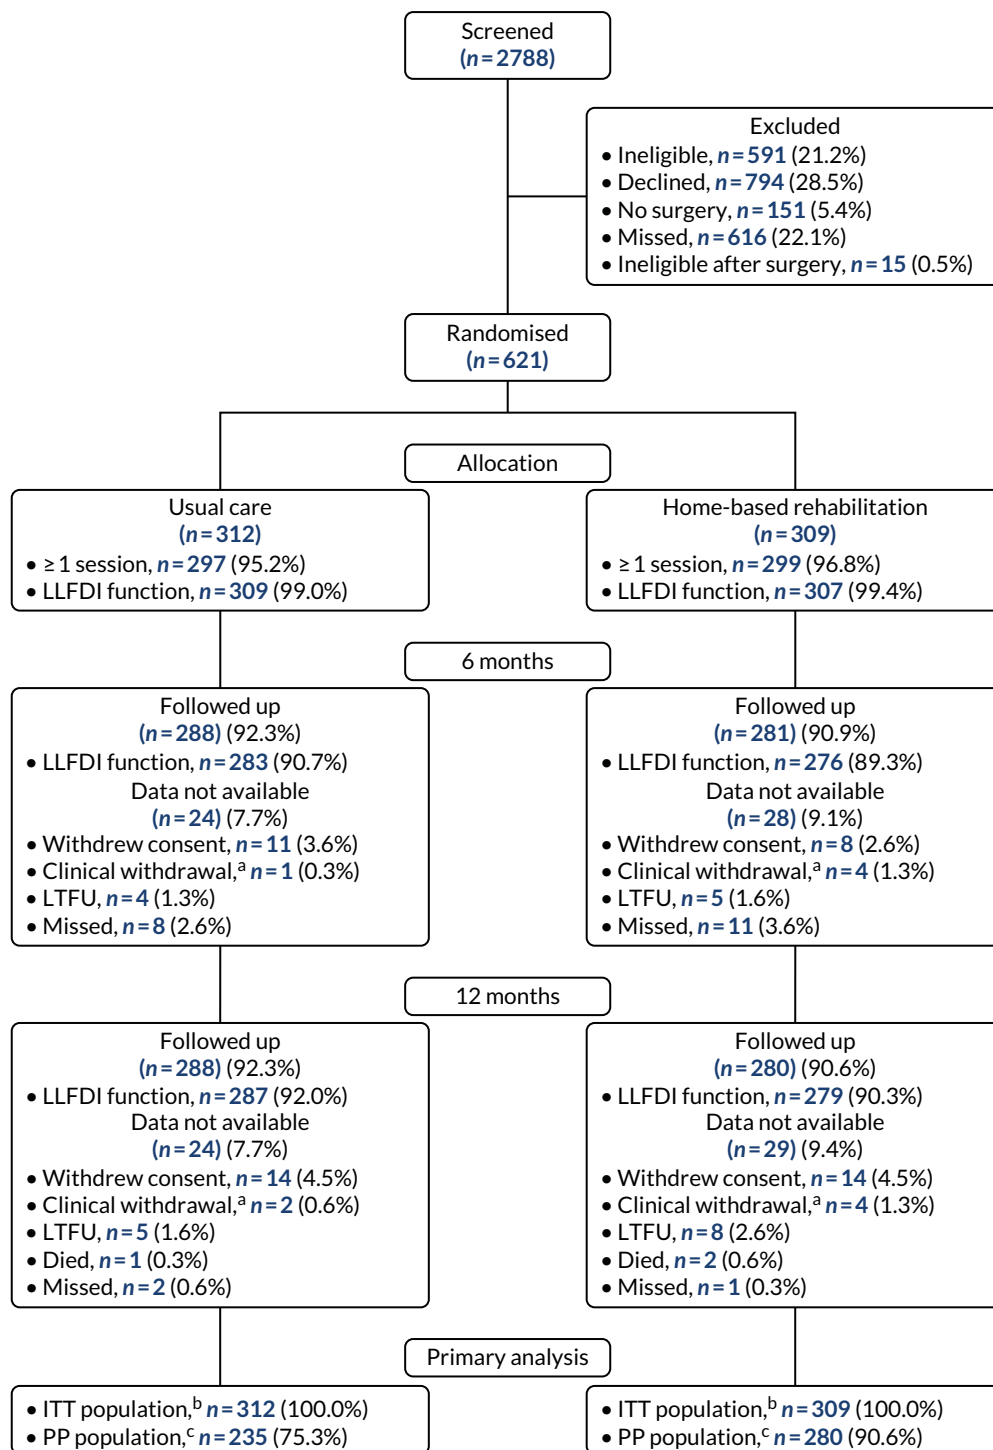 Screened
(n=2788)
Excluded
• Ineligible, n=591 (21.2%)
• Declined, n=794 (28.5%)
• No surgery, n=151 (5.4%)
• Missed, n=616 (22.1%)
• Ineligible after surgery, n=15 (0.5%)
Randomised
(n=621)
Allocation
Usual care
(n=312)
• ≥1 session, n=297 (95.2%)
• LLFDI function, n=309 (99.0%)
Home-based rehabilitation
(n=309)
• ≥1 session, n=299 (96.8%)
• LLFDI function, n=307 (99.4%)
6 months
Followed up
(n=288) (92.3%)
• LLFDI function, n=283 (90.7%)
Data not available
(n=24) (7.7%)
• Withdrew consent, n=11 (3.6%)
• Clinical withdrawal,a n=1 (0.3%)
• LTFU, n=4 (1.3%)
• Missed, n=8 (2.6%)
Followed up
(n=281) (90.9%)
• LLFDI function, n=276 (89.3%)
Data not available
(n=28) (9.1%)
• Withdrew consent, n=8 (2.6%)
• Clinical withdrawal,a n=4 (1.3%)
• LTFU, n=5 (1.6%)
• Missed, n=11 (3.6%)
12 months
Followed up
(n=288) (92.3%)
• LLFDI function, n=287 (92.0%)
Data not available
(n=24) (7.7%)
• Withdrew consent, n=14 (4.5%)
• Clinical withdrawal,a n=2 (0.6%)
• LTFU, n=5 (1.6%)
• Died, n=1 (0.3%)
• Missed, n=2 (0.6%)
Followed up
(n=280) (90.6%)
• LLFDI function, n=279 (90.3%)
Data not available
(n=29) (9.4%)
• Withdrew consent, n=14 (4.5%)
• Clinical withdrawal,a n=4 (1.3%)
• LTFU, n=8 (2.6%)
• Died, n=2 (0.6%)
• Missed, n=1 (0.3%)
Primary analysis
• ITT population,b n=312 (100.0%)
• PP population,c n=235 (75.3%)
• ITT population,b n=309 (100.0%)
• PP population,c n=280 (90.6%)